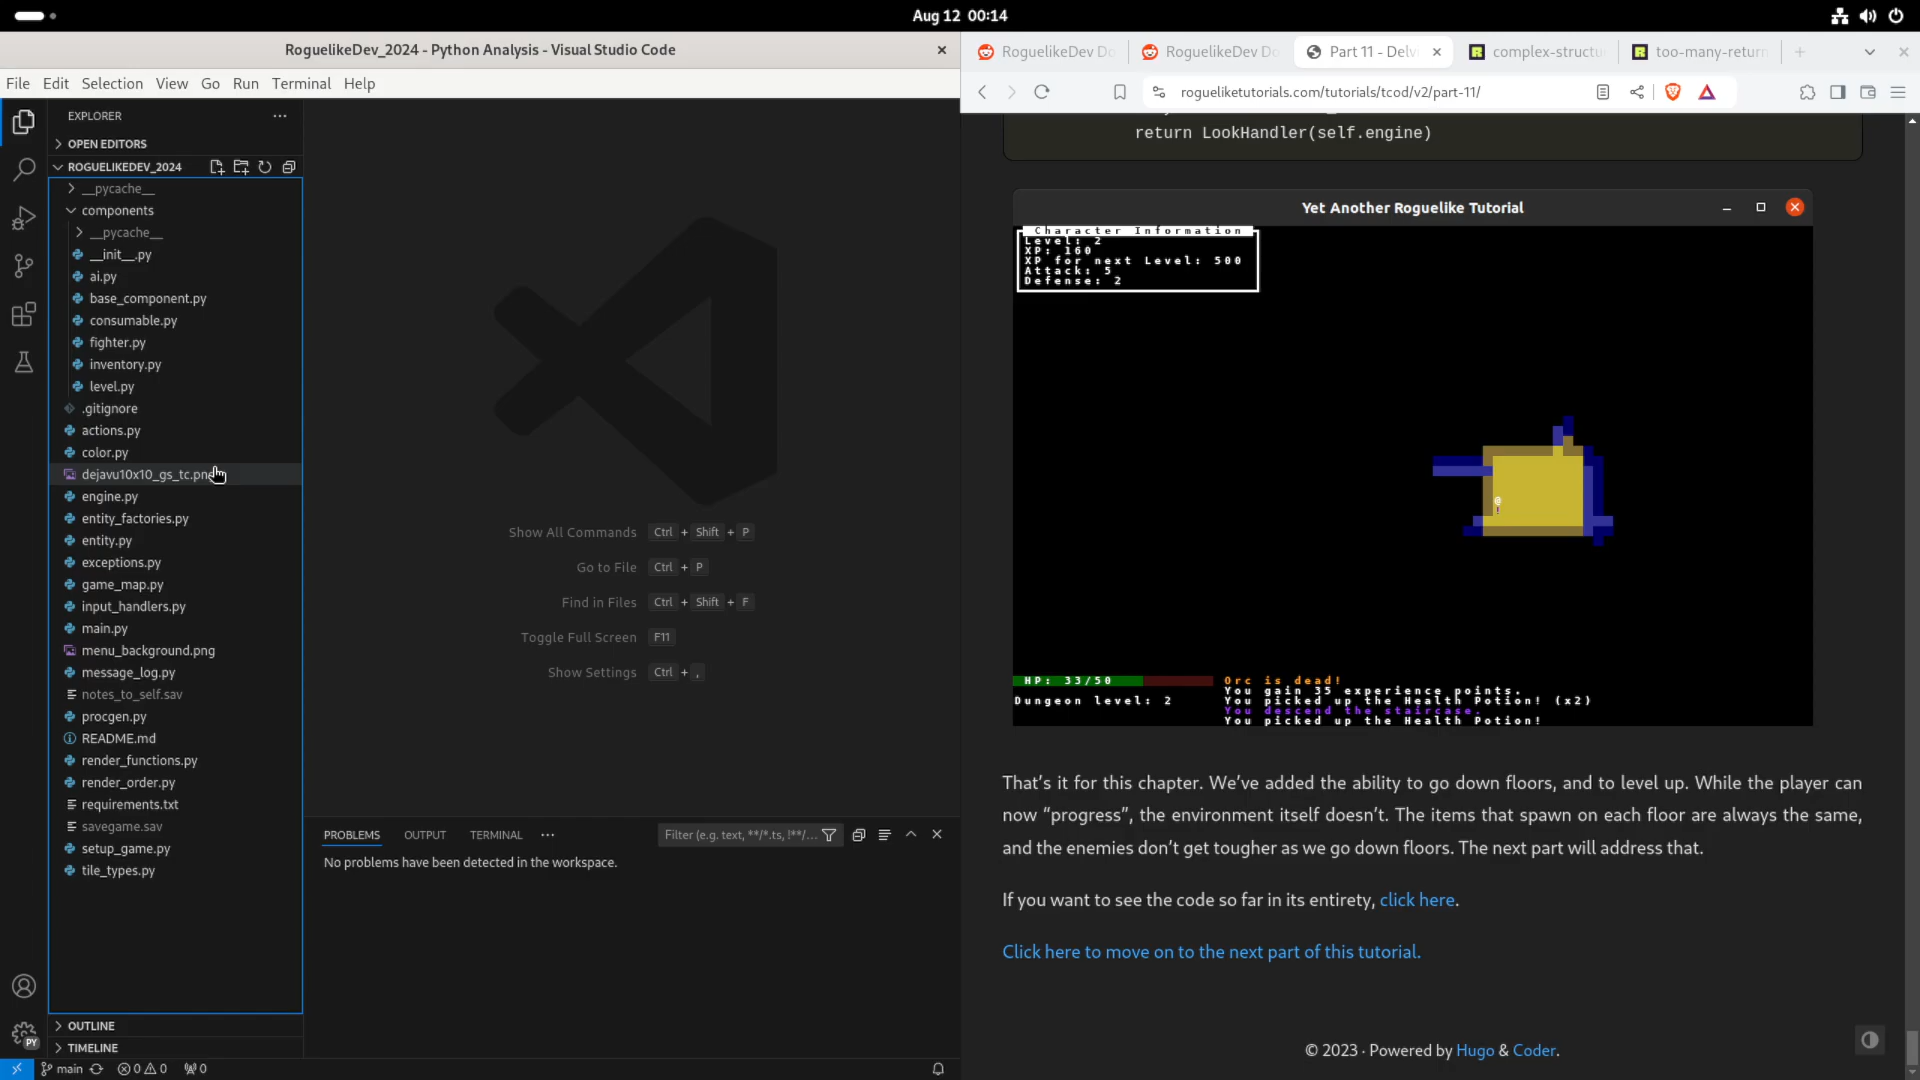 Aug 12 00:14
RoguelikeDev_2024 - Python Analysis - Visual Studio Code
File Edit Selection View Go Run Terminal Help
EXPLORER
OPEN EDITORS
ROGUELIKEDEV_2024
__pycache__
components
__pycache__
__init__.py
ai.py
base_component.py
consumable.py
fighter.py
inventory.py
level.py
.gitignore
actions.py
color.py
dejavu10x10_gs_tc.png
engine.py
entity_factories.py
entity.py
exceptions.py
game_map.py
input_handlers.py
main.py
menu_background.png
message_log.py
notes_to_self.sav
procgen.py
README.md
render_functions.py
render_order.py
requirements.txt
savegame.sav
setup_game.py
tile_types.py
OUTLINE
TIMELINE
PY
main 0 0 0
Show All Commands Ctrl + Shift + P
Go to File Ctrl + P
Find in Files Ctrl + Shift + F
Toggle Full Screen F11
Show Settings Ctrl + ,
PROBLEMS OUTPUT TERMINAL
Filter (e.g. text, **/*.ts, !**/...
No problems have been detected in the workspace.
RoguelikeDev Do
RoguelikeDev Do
Part 11 - Delv
complex-structu
too-many-return
rogueliketutorials.com/tutorials/tcod/v2/part-11/
return LookHandler(self.engine)
Yet Another Roguelike Tutorial
Character Information
Level: 2
XP: 160
XP for next Level: 500
Attack: 5
Defense: 2
@
!
HP: 33/50
Dungeon level: 2
Orc is dead!
You gain 35 experience points.
You picked up the Health Potion! (x2)
You descend the staircase.
You picked up the Health Potion!
That’s it for this chapter. We’ve added the ability to go down floors, and to level up. While the player can
now “progress”, the environment itself doesn’t. The items that spawn on each floor are always the same,
and the enemies don’t get tougher as we go down floors. The next part will address that.
If you want to see the code so far in its entirety, click here.
Click here to move on to the next part of this tutorial.
© 2023 · Powered by Hugo & Coder.